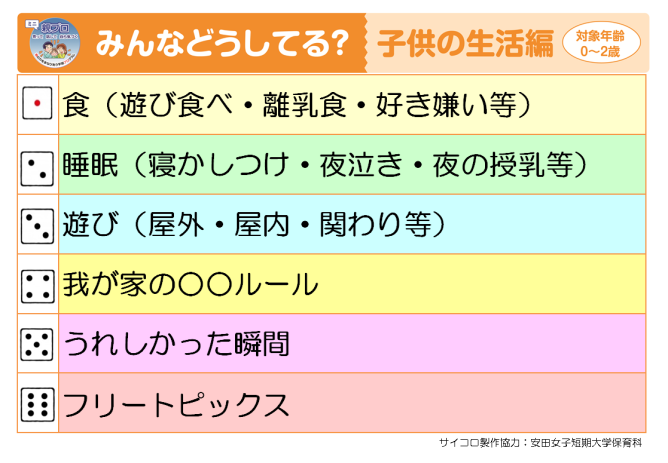 みんなどうしてる？ 子供の生活編
対象年齢
0～2歳
食（遊び食べ・離乳食・好き嫌い等）
睡眠（寝かしつけ・夜泣き・夜の授乳等）
遊び（屋外・屋内・関わり等）
我が家の〇〇ルール
うれしかった瞬間
フリートピックス
サイコロ製作協力：安田女子短期大学保育科